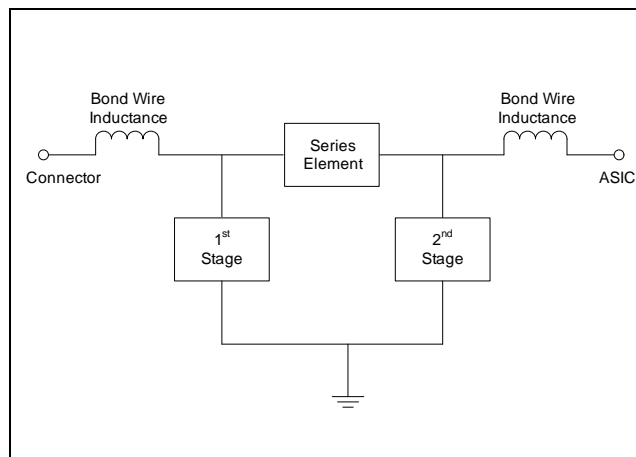 Bond Wire
Inductance
Bond Wire
Inductance
Series
Element
Connector
ASIC
1st
Stage
2nd
Stage